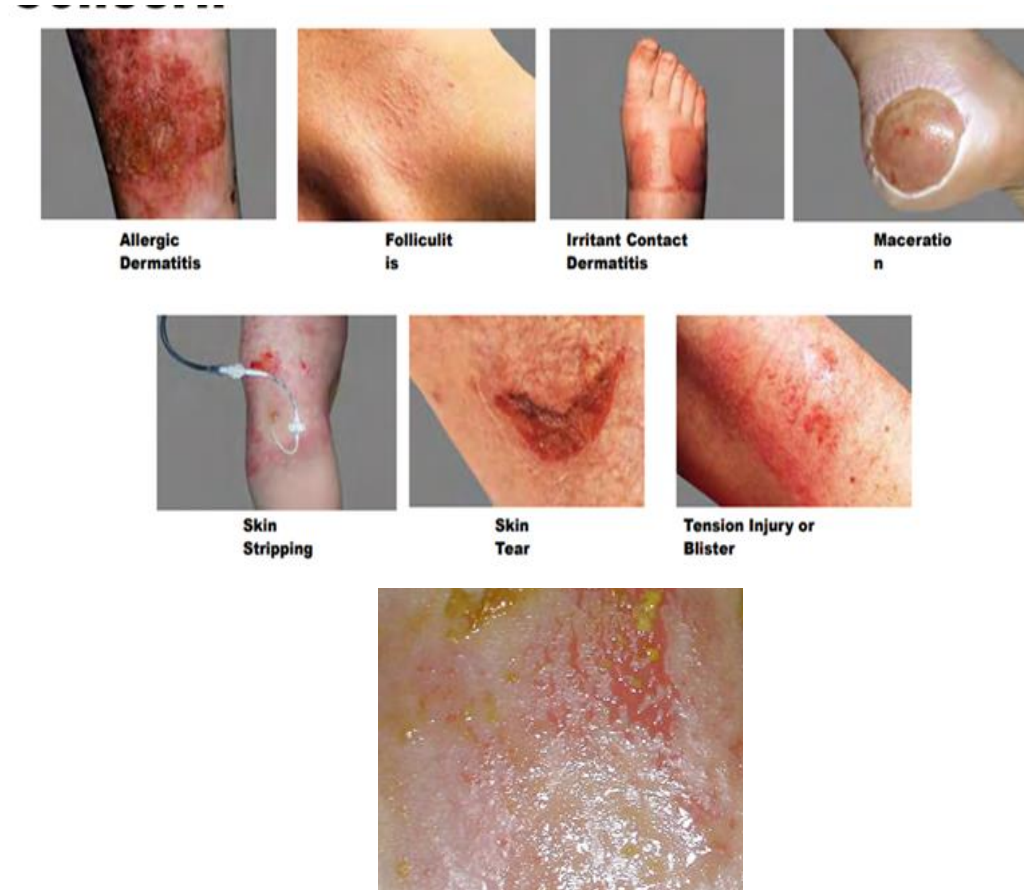 Allergic
Dermatitis
Folliculit
is
Irritant Contact
Dermatitis
Maceratio
n
Skin
Stripping
Skin
Tear
Tension Injury or
Blister